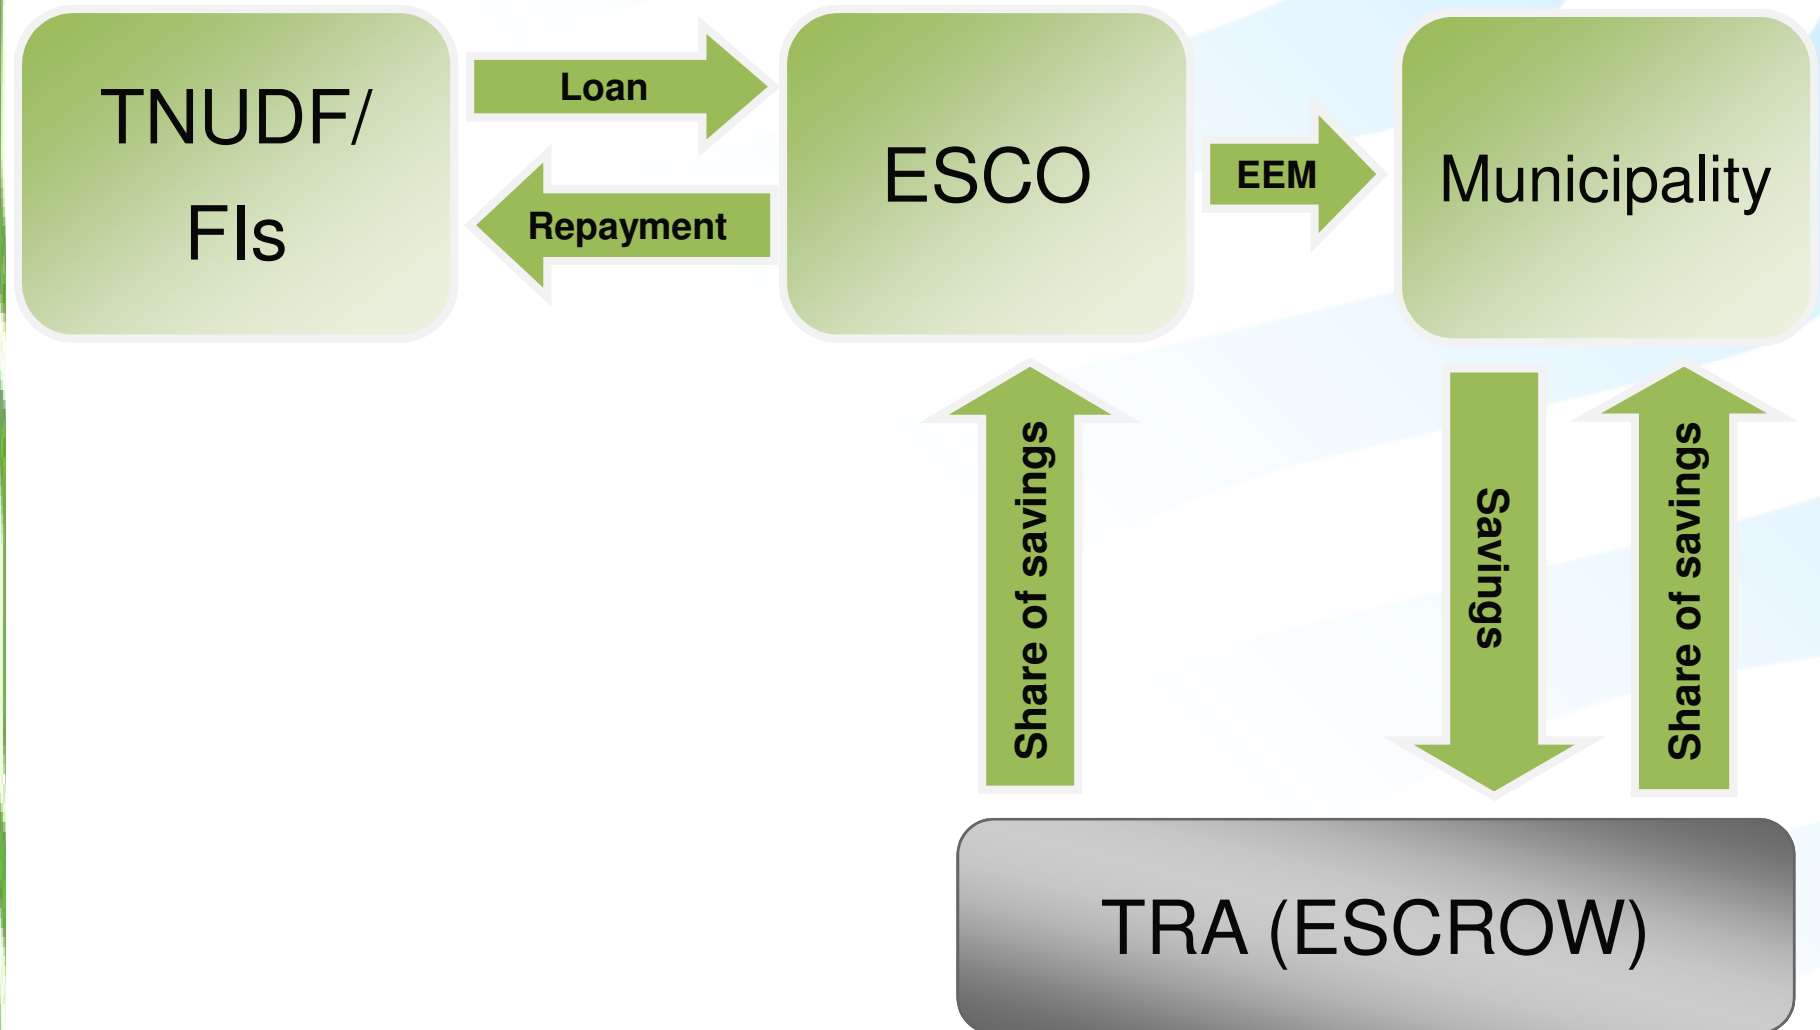 TNUDF/
FIs
Loan
Repayment
ESCO
EEM
Municipality
Share of savings
Savings
Share of savings
TRA (ESCROW)